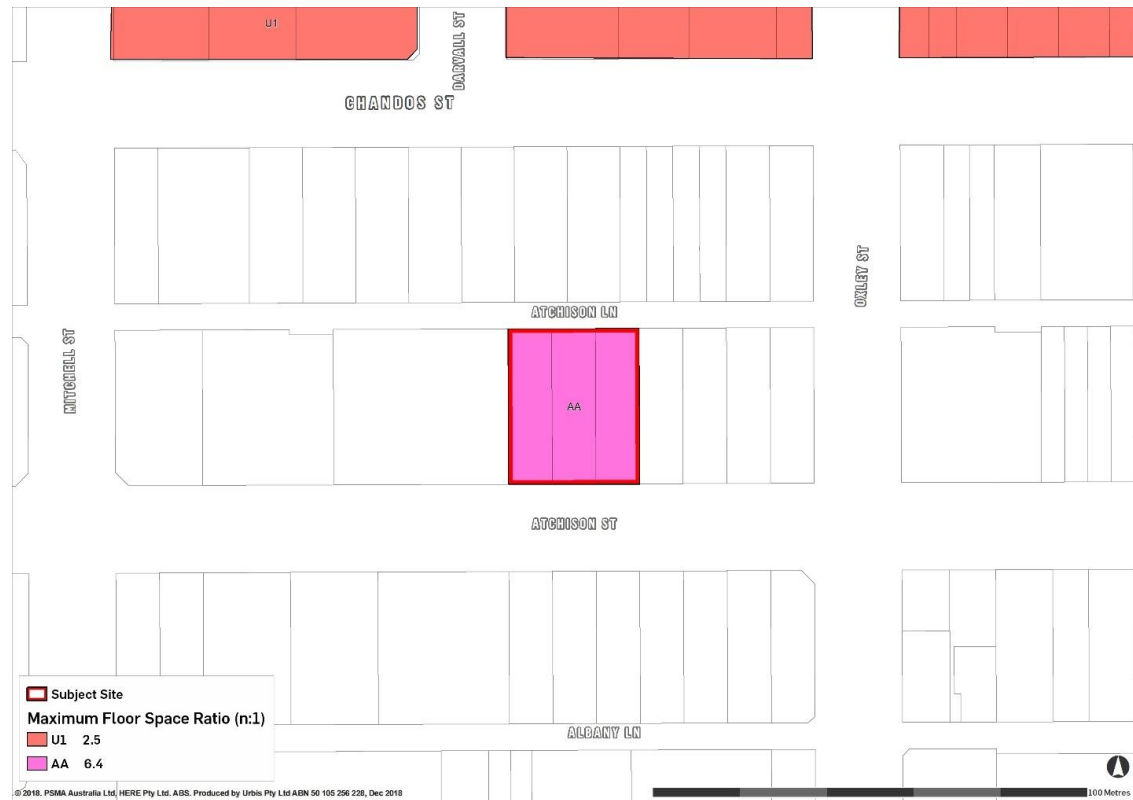 U1
DARVALL ST
CHANDOS ST
ATCHISON LN
OXLEY ST
MITCHELL ST
AA
ATCHISON ST
ALBANY LN
Subject Site
Maximum Floor Space Ratio (n:1)
U1 2.5
AA 6.4
© 2018. PSMA Australia Ltd, HERE Pty Ltd. ABS. Produced by Urbis Pty Ltd ABN 50 105 256 228, Dec 2018
100 Metres